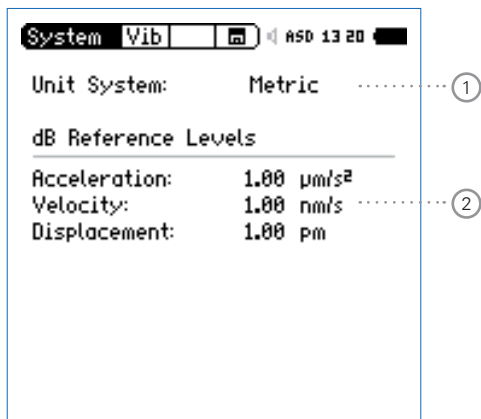 System Vib ASD 13 20
Unit System: Metric 1
dB Reference Levels
Acceleration: 1.00 µm/s²
Velocity: 1.00 nm/s 2
Displacement: 1.00 pm